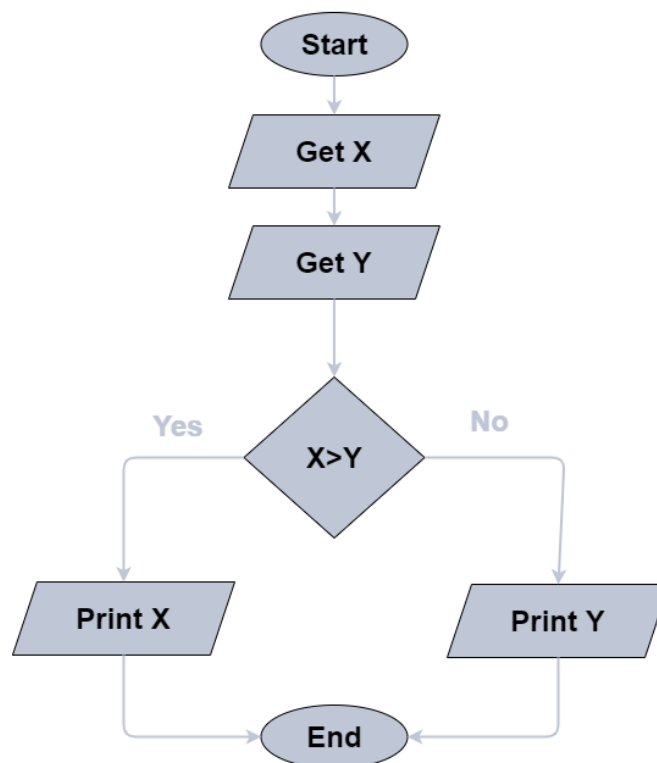 Start
Get X
Get Y
Yes
No
X>Y
Print X
Print Y
End